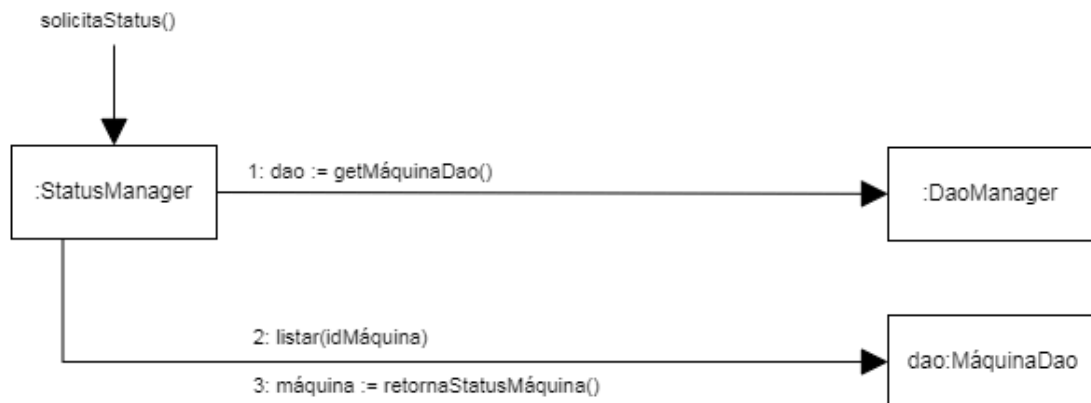 solicitaStatus()
:StatusManager
1: dao := getMáquinaDao()
:DaoManager
2: listar(idMáquina)
3: máquina := retornaStatusMáquina()
dao:MáquinaDao